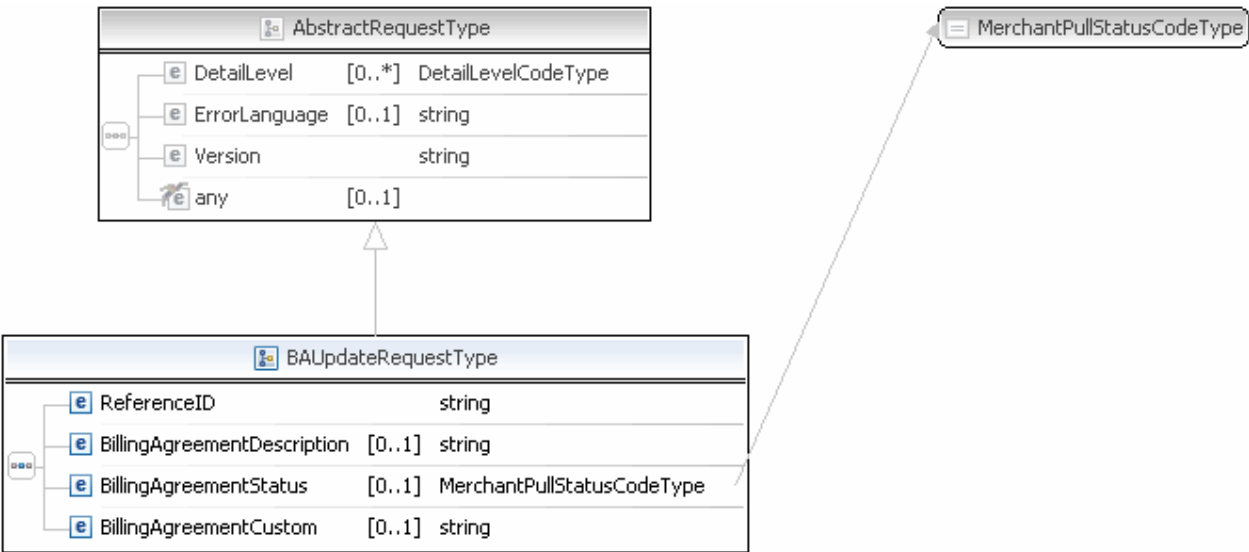 AbstractRequestType
MerchantPullStatusCodeType
e DetailLevel [0..*] DetailLevelCodeType
e ErrorLanguage [0..1] string
e Version string
e any [0..1]
BAUpdateRequestType
e ReferenceID string
e BillingAgreementDescription [0..1] string
e BillingAgreementStatus [0..1] MerchantPullStatusCodeType
e BillingAgreementCustom [0..1] string